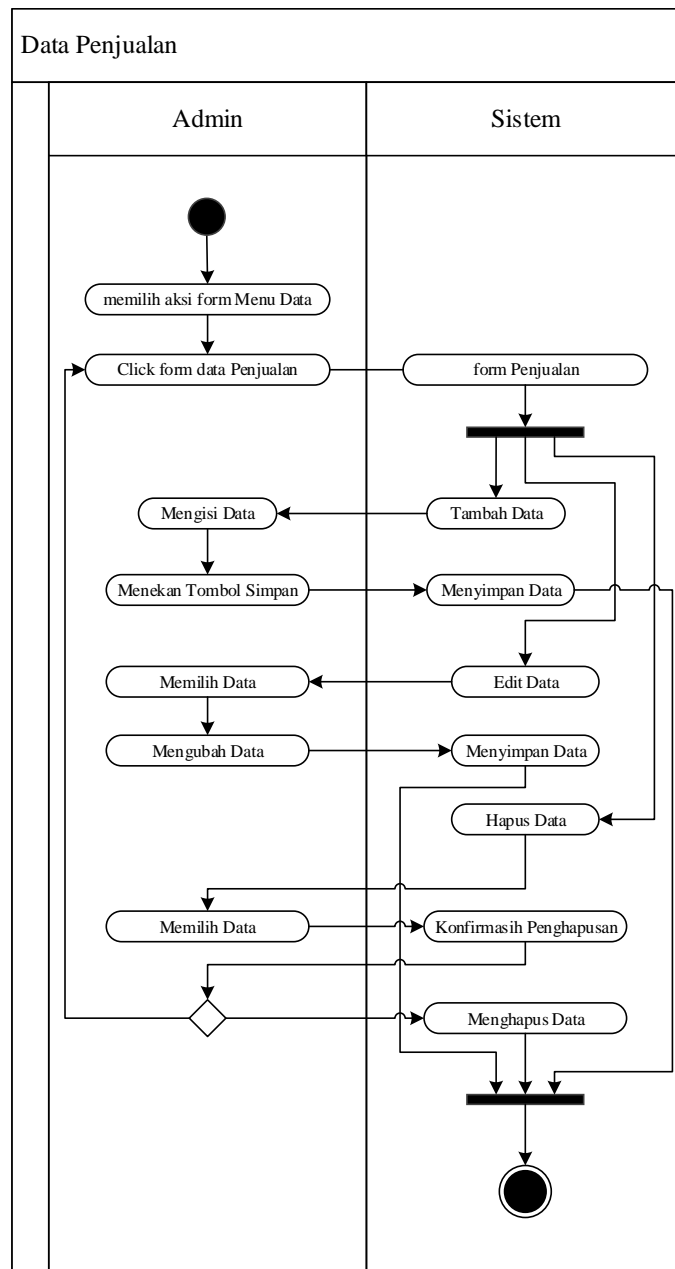 Data Penjualan
Admin
Sistem
memilih aksi form Menu Data
Click form data Penjualan
form Penjualan
Mengisi Data
Tambah Data
Menekan Tombol Simpan
Menyimpan Data
Memilih Data
Edit Data
Mengubah Data
Menyimpan Data
Hapus Data
Memilih Data
Konfirmasih Penghapusan
Menghapus Data